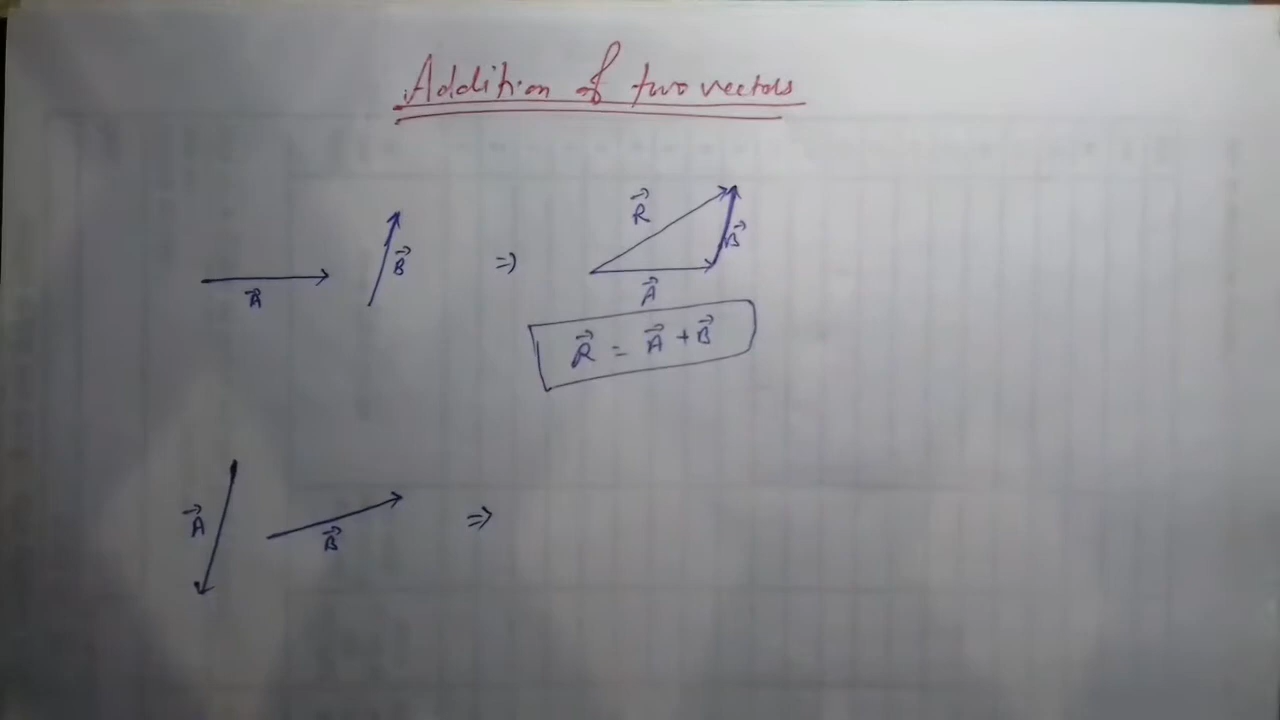 Addition of two vectors
A⃗ B⃗ ⇒ R⃗ A⃗ B⃗
R⃗ = A⃗ + B⃗
A⃗ B⃗ ⇒